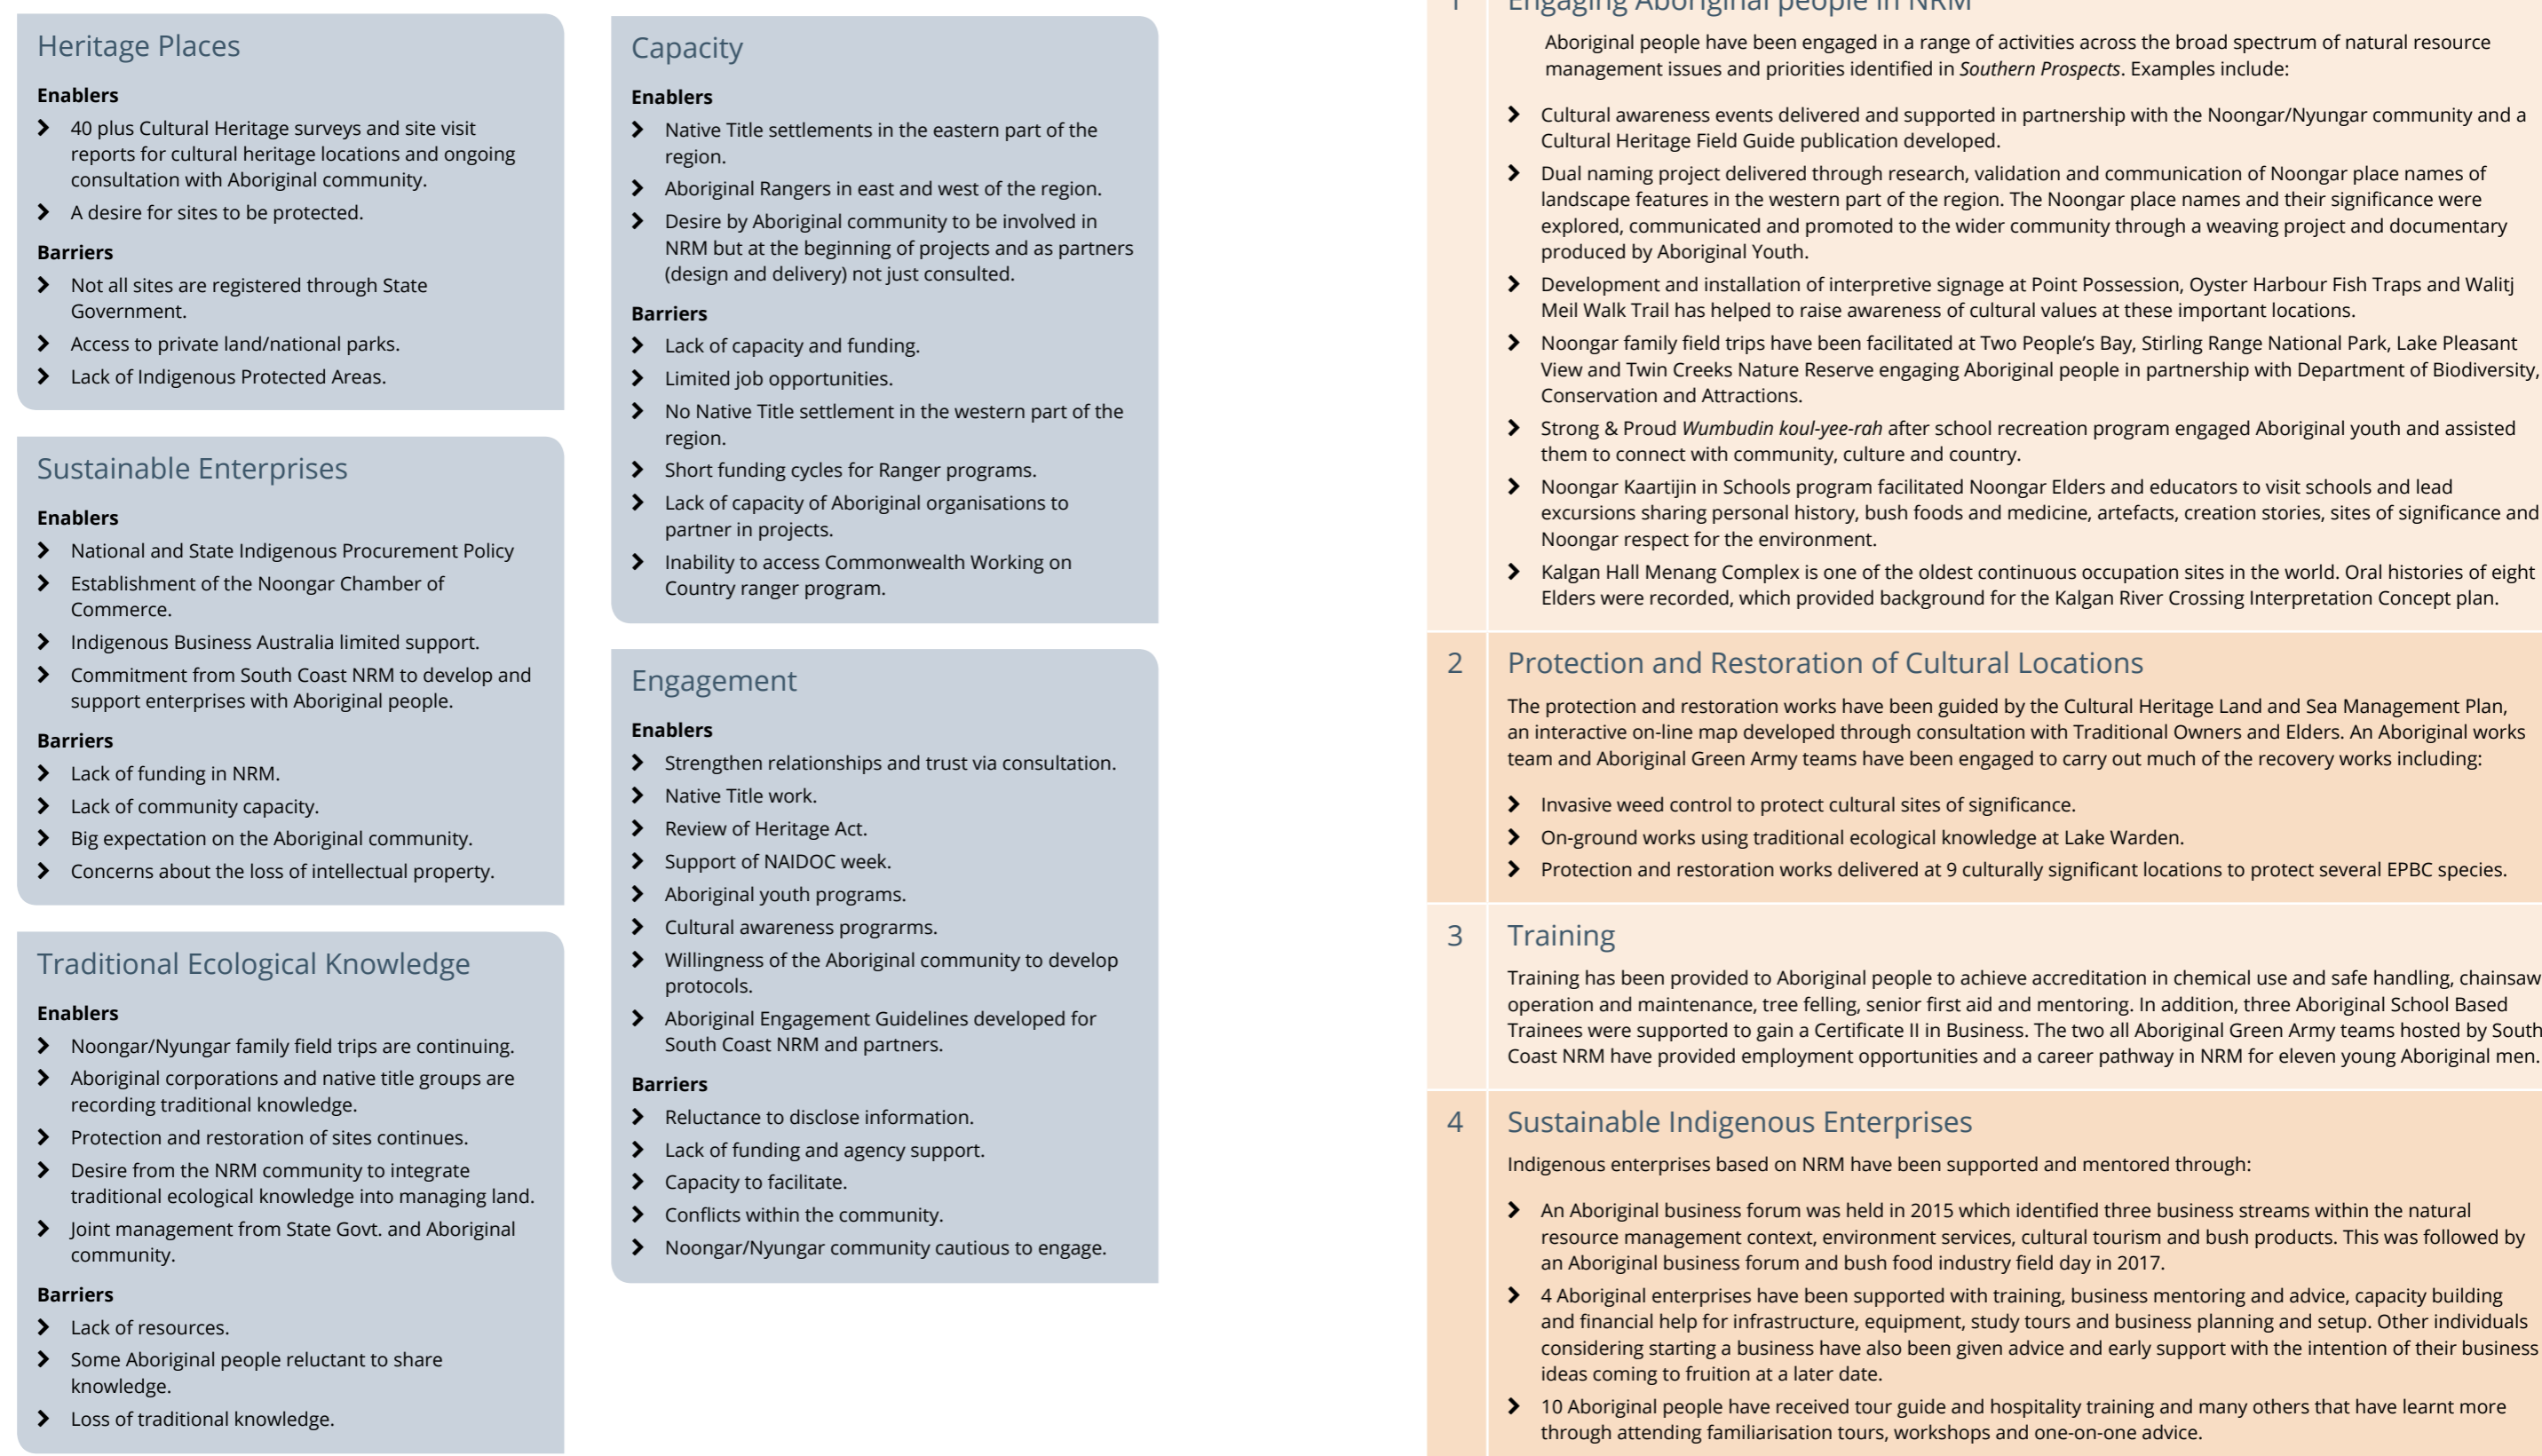 Heritage Places
Enablers
40 plus Cultural Heritage surveys and site visit
reports for cultural heritage locations and ongoing
consultation with Aboriginal community.
A desire for sites to be protected.
Barriers
Not all sites are registered through State
Government.
Access to private land/national parks.
Lack of Indigenous Protected Areas.
Sustainable Enterprises
Enablers
National and State Indigenous Procurement Policy
Establishment of the Noongar Chamber of
Commerce.
Indigenous Business Australia limited support.
Commitment from South Coast NRM to develop and
support enterprises with Aboriginal people.
Barriers
Lack of funding in NRM.
Lack of community capacity.
Big expectation on the Aboriginal community.
Concerns about the loss of intellectual property.
Traditional Ecological Knowledge
Enablers
Noongar/Nyungar family field trips are continuing.
Aboriginal corporations and native title groups are
recording traditional knowledge.
Protection and restoration of sites continues.
Desire from the NRM community to integrate
traditional ecological knowledge into managing land.
Joint management from State Govt. and Aboriginal
community.
Barriers
Lack of resources.
Some Aboriginal people reluctant to share
knowledge.
Loss of traditional knowledge.
Capacity
Enablers
Native Title settlements in the eastern part of the
region.
Aboriginal Rangers in east and west of the region.
Desire by Aboriginal community to be involved in
NRM but at the beginning of projects and as partners
(design and delivery) not just consulted.
Barriers
Lack of capacity and funding.
Limited job opportunities.
No Native Title settlement in the western part of the
region.
Short funding cycles for Ranger programs.
Lack of capacity of Aboriginal organisations to
partner in projects.
Inability to access Commonwealth Working on
Country ranger program.
Engagement
Enablers
Strengthen relationships and trust via consultation.
Native Title work.
Review of Heritage Act.
Support of NAIDOC week.
Aboriginal youth programs.
Cultural awareness prograrms.
Willingness of the Aboriginal community to develop
protocols.
Aboriginal Engagement Guidelines developed for
South Coast NRM and partners.
Barriers
Reluctance to disclose information.
Lack of funding and agency support.
Capacity to facilitate.
Conflicts within the community.
Noongar/Nyungar community cautious to engage.
1 Engaging Aboriginal people in NRM
Aboriginal people have been engaged in a range of activities across the broad spectrum of natural resource
management issues and priorities identified in Southern Prospects. Examples include:
Cultural awareness events delivered and supported in partnership with the Noongar/Nyungar community and a
Cultural Heritage Field Guide publication developed.
Dual naming project delivered through research, validation and communication of Noongar place names of
landscape features in the western part of the region. The Noongar place names and their significance were
explored, communicated and promoted to the wider community through a weaving project and documentary
produced by Aboriginal Youth.
Development and installation of interpretive signage at Point Possession, Oyster Harbour Fish Traps and Walitj
Meil Walk Trail has helped to raise awareness of cultural values at these important locations.
Noongar family field trips have been facilitated at Two People's Bay, Stirling Range National Park, Lake Pleasant
View and Twin Creeks Nature Reserve engaging Aboriginal people in partnership with Department of Biodiversity,
Conservation and Attractions.
Strong & Proud Wumbudin koul-yee-rah after school recreation program engaged Aboriginal youth and assisted
them to connect with community, culture and country.
Noongar Kaartijin in Schools program facilitated Noongar Elders and educators to visit schools and lead
excursions sharing personal history, bush foods and medicine, artefacts, creation stories, sites of significance and
Noongar respect for the environment.
Kalgan Hall Menang Complex is one of the oldest continuous occupation sites in the world. Oral histories of eight
Elders were recorded, which provided background for the Kalgan River Crossing Interpretation Concept plan.
2 Protection and Restoration of Cultural Locations
The protection and restoration works have been guided by the Cultural Heritage Land and Sea Management Plan,
an interactive on-line map developed through consultation with Traditional Owners and Elders. An Aboriginal works
team and Aboriginal Green Army teams have been engaged to carry out much of the recovery works including:
Invasive weed control to protect cultural sites of significance.
On-ground works using traditional ecological knowledge at Lake Warden.
Protection and restoration works delivered at 9 culturally significant locations to protect several EPBC species.
3 Training
Training has been provided to Aboriginal people to achieve accreditation in chemical use and safe handling, chainsaw
operation and maintenance, tree felling, senior first aid and mentoring. In addition, three Aboriginal School Based
Trainees were supported to gain a Certificate II in Business. The two all Aboriginal Green Army teams hosted by South
Coast NRM have provided employment opportunities and a career pathway in NRM for eleven young Aboriginal men.
4 Sustainable Indigenous Enterprises
Indigenous enterprises based on NRM have been supported and mentored through:
An Aboriginal business forum was held in 2015 which identified three business streams within the natural
resource management context, environment services, cultural tourism and bush products. This was followed by
an Aboriginal business forum and bush food industry field day in 2017.
4 Aboriginal enterprises have been supported with training, business mentoring and advice, capacity building
and financial help for infrastructure, equipment, study tours and business planning and setup. Other individuals
considering starting a business have also been given advice and early support with the intention of their business
ideas coming to fruition at a later date.
10 Aboriginal people have received tour guide and hospitality training and many others that have learnt more
through attending familiarisation tours, workshops and one-on-one advice.